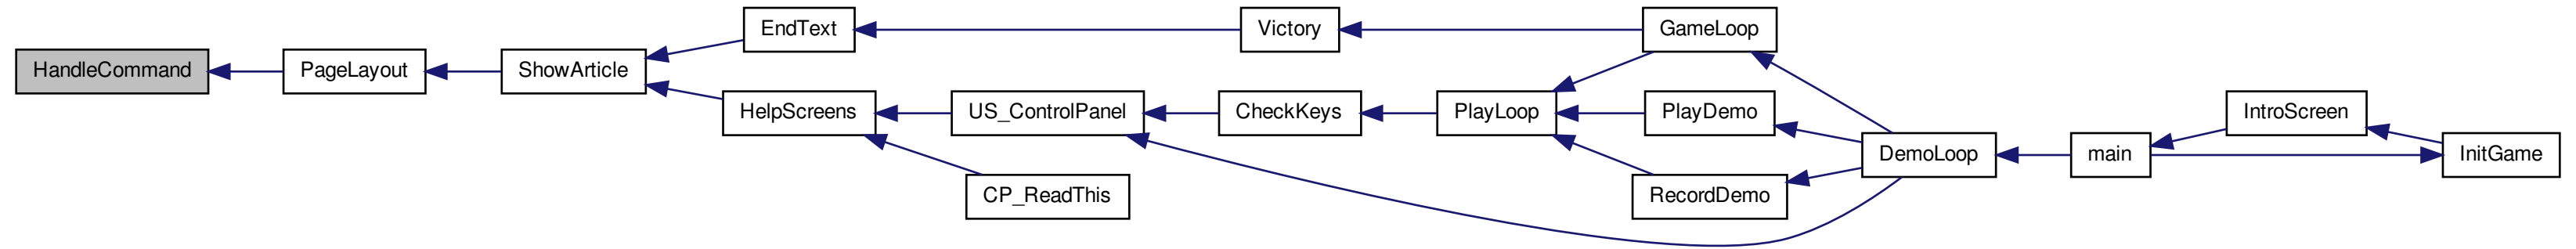 HandleCommand
PageLayout
ShowArticle
EndText
HelpScreens
Victory
US_ControlPanel
CP_ReadThis
CheckKeys
PlayLoop
GameLoop
PlayDemo
RecordDemo
DemoLoop
main
IntroScreen
InitGame